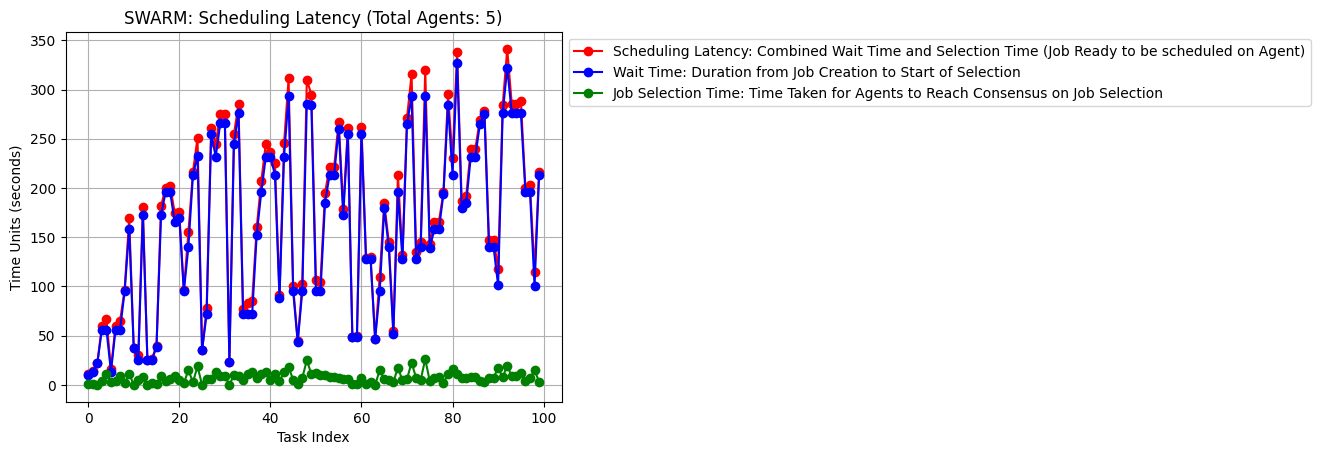 SWARM: Scheduling Latency (Total Agents: 5)
Scheduling Latency: Combined Wait Time and Selection Time (Job Ready to be scheduled on Agent)
Wait Time: Duration from Job Creation to Start of Selection
Job Selection Time: Time Taken for Agents to Reach Consensus on Job Selection
Time Units (seconds)
350
300
250
200
150
100
50
0
0 20 40 60 80 100
Task Index